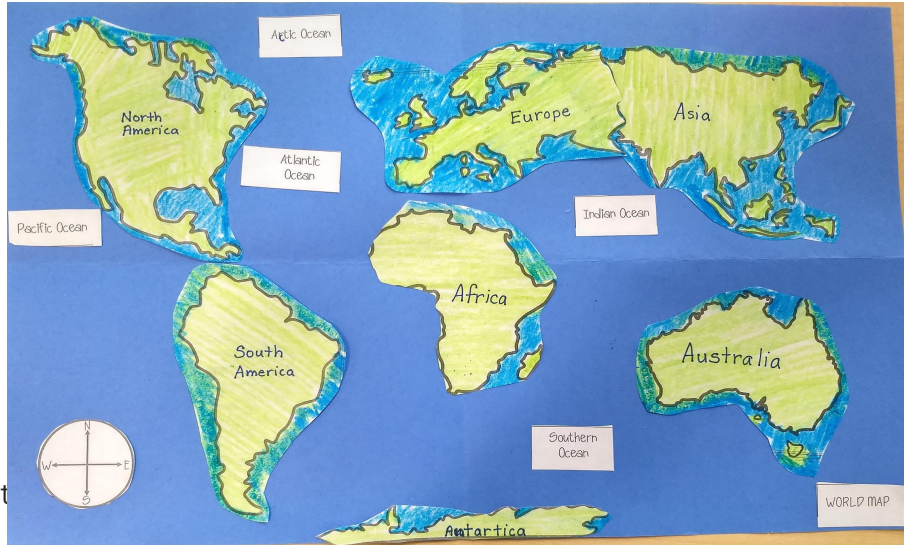 Arctic Ocean
North
America
Europe
Asia
Atlantic
Ocean
Pacific Ocean
Indian Ocean
Africa
South
America
Australia
Southern
Ocean
N
W
E
S
t
WORLD MAP
Antartica